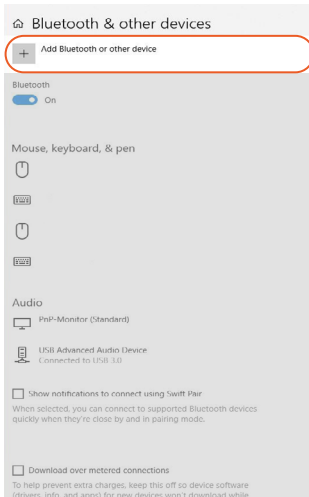 Bluetooth & other devices
Add Bluetooth or other device
Bluetooth
On
Mouse, keyboard, & pen
Audio
PnP-Monitor (Standard)
USB Advanced Audio Device
Connected to USB 3.0
Show notifications to connect using Swift Pair
When selected, you can connect to supported Bluetooth devices
quickly when they're close by and in pairing mode.
Download over metered connections
To help prevent extra charges, keep this off so device software
(drivers, info, and apps) for new devices won't download while